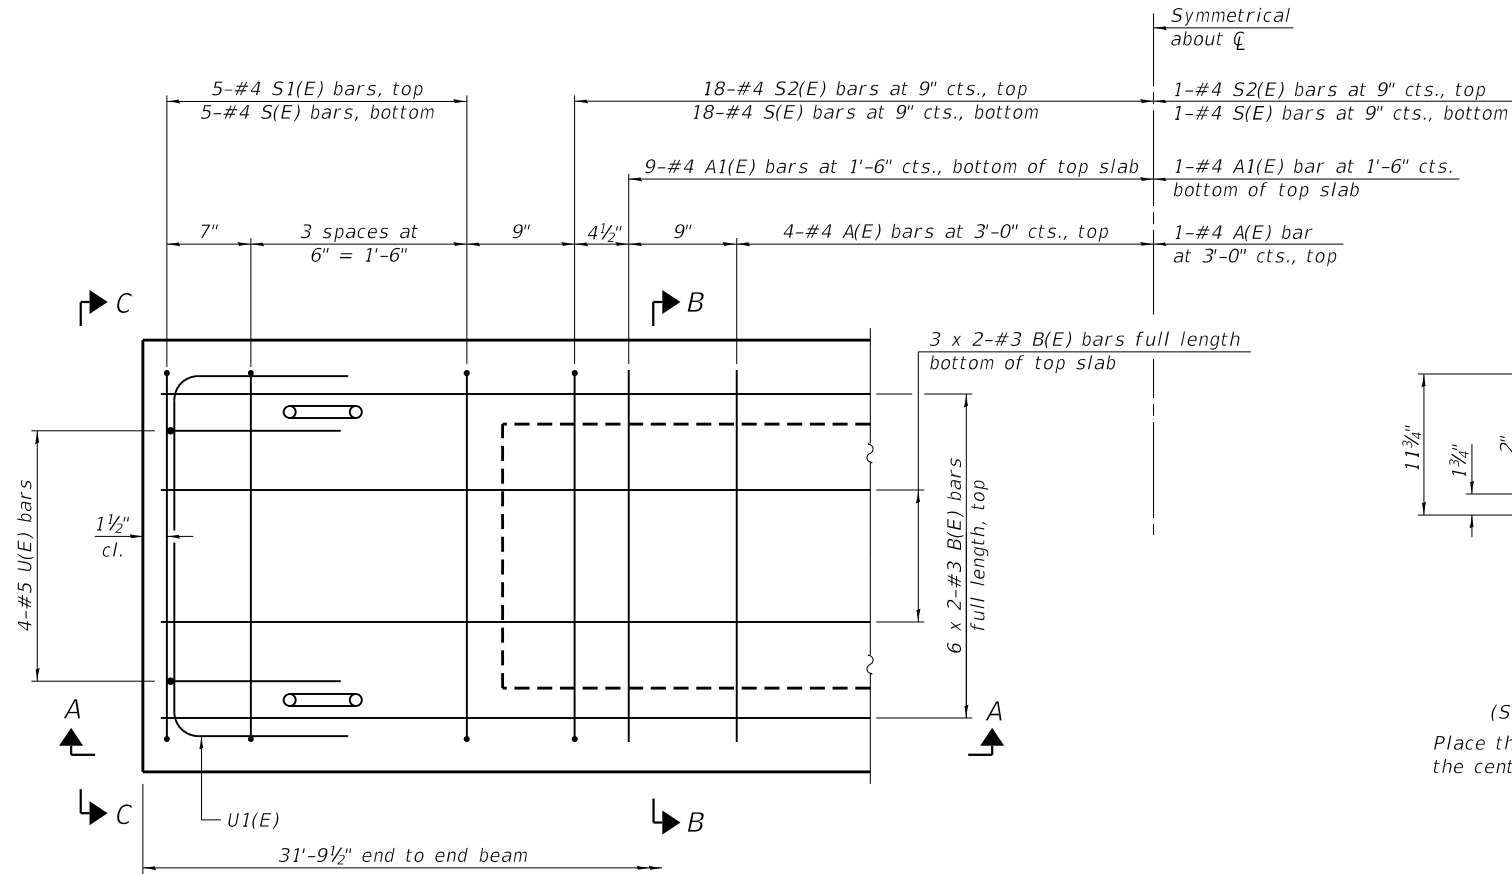 Symmetrical
about ℄
5-#4 S1(E) bars, top
5-#4 S(E) bars, bottom
18-#4 S2(E) bars at 9" cts., top
18-#4 S(E) bars at 9" cts., bottom
1-#4 S2(E) bars at 9" cts., top
1-#4 S(E) bars at 9" cts., bottom
9-#4 A1(E) bars at 1'-6" cts., bottom of top slab
1-#4 A1(E) bar at 1'-6" cts.
bottom of top slab
7"
3 spaces at
6" = 1'-6"
9"
4½"
9"
4-#4 A(E) bars at 3'-0" cts., top
1-#4 A(E) bar
at 3'-0" cts., top
C
B
3 x 2-#3 B(E) bars full length
bottom of top slab
4-#5 U(E) bars
1½"
cl.
6 x 2-#3 B(E) bars
full length, top
11¾"
1¾"
2"
A
A
C
B
U1(E)
31'-9½" end to end beam
(S
Place th
the cent